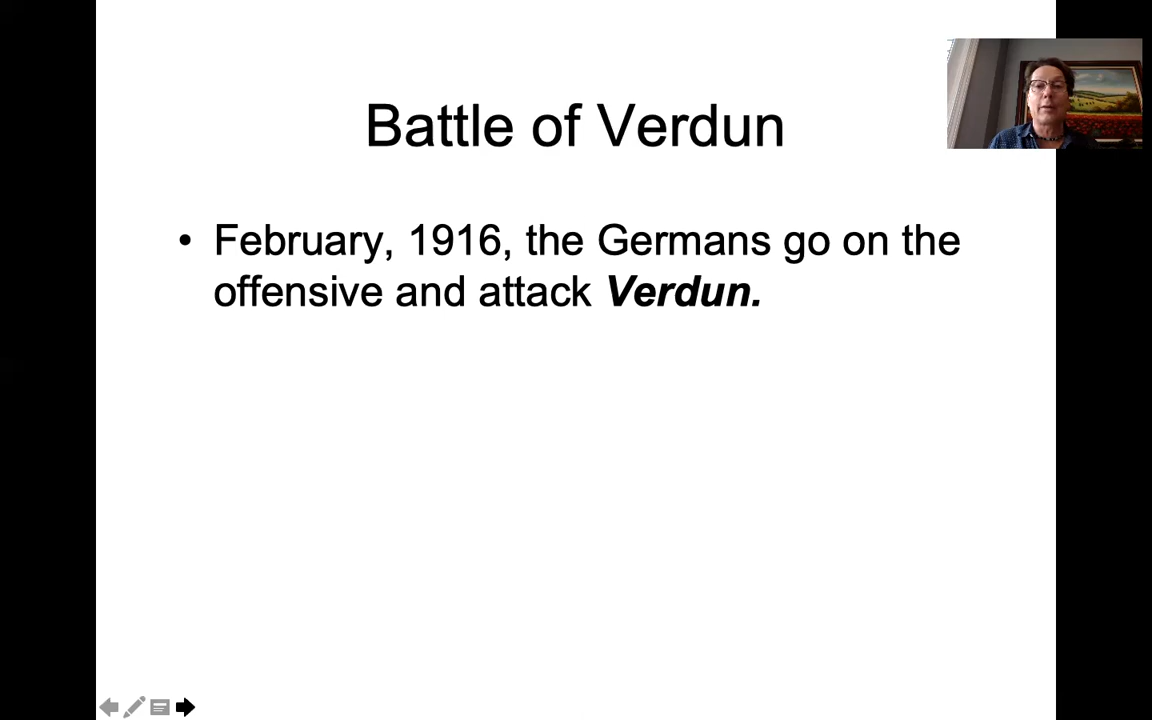 Battle of Verdun
• February, 1916, the Germans go on the
offensive and attack Verdun.